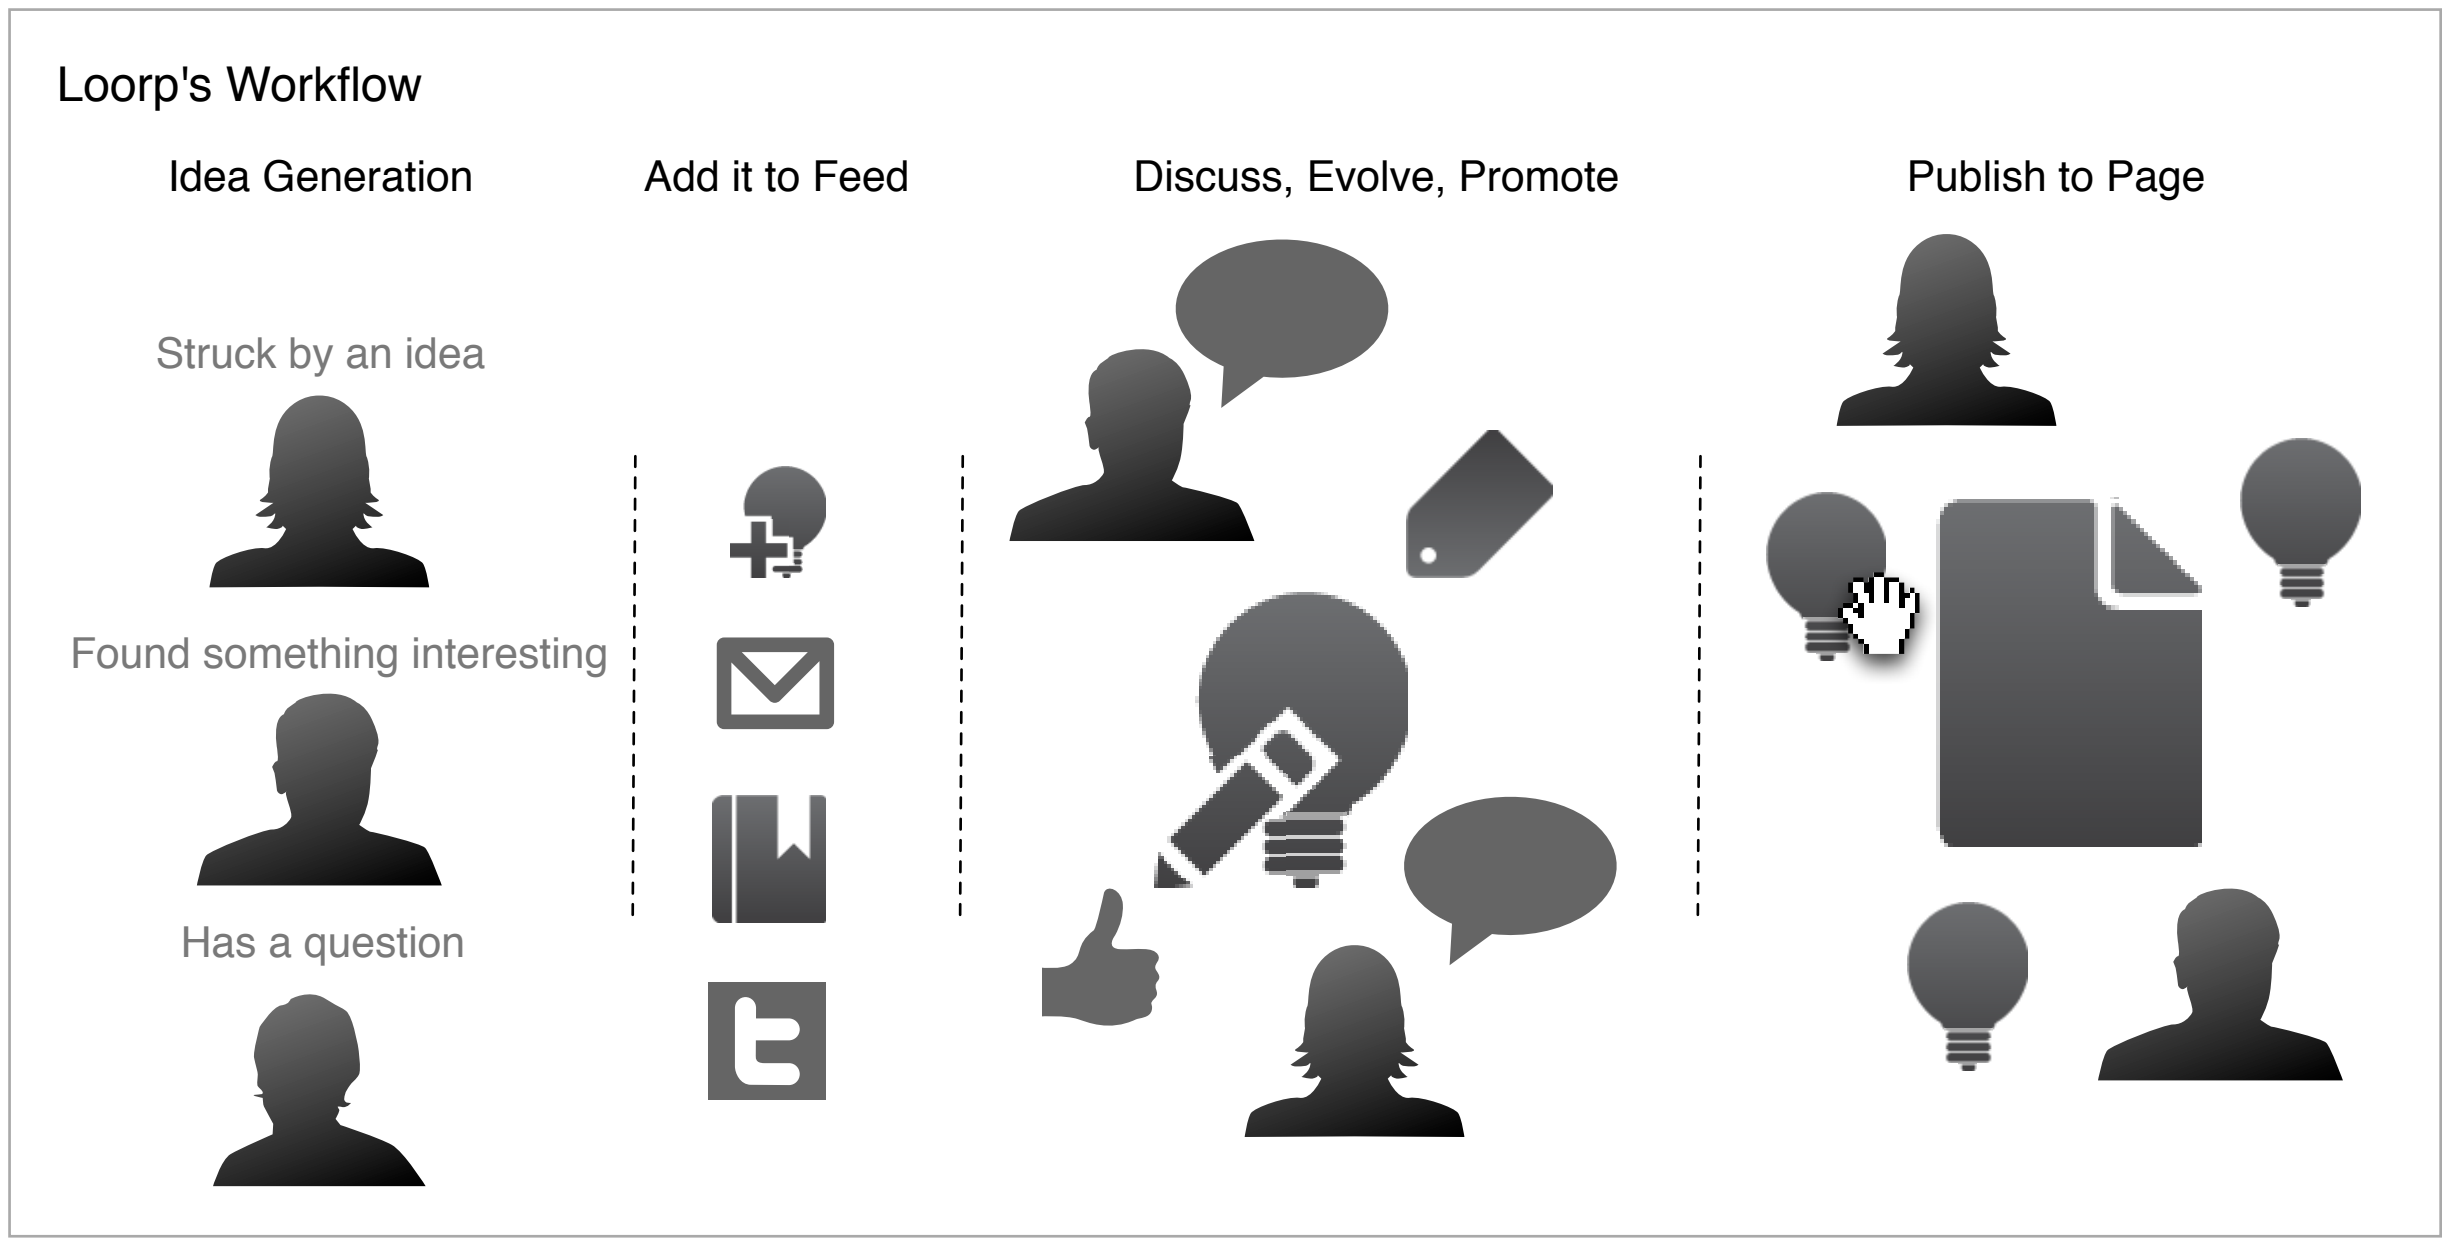 Loorp's Workflow
Idea Generation
Add it to Feed
Discuss, Evolve, Promote
Publish to Page
Struck by an idea
Found something interesting
Has a question